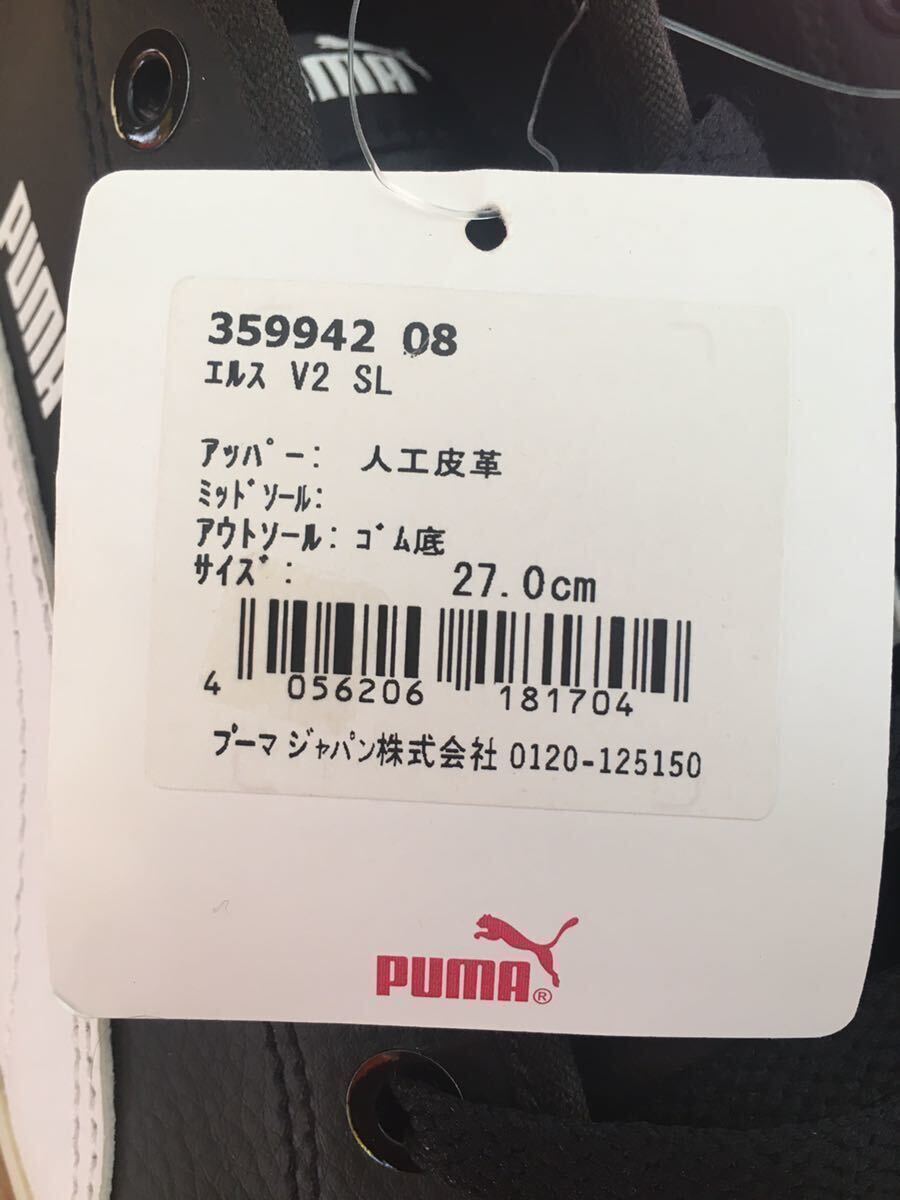 PUMA
PUMA
359942 08
ｴﾙｽ V2 SL
ｱｯﾊﾟｰ: 人工皮革
ﾐｯﾄﾞｿｰﾙ:
ｱｳﾄｿｰﾙ: ｺﾞﾑ底
ｻｲｽﾞ: 27.0cm
4 056206 181704
プーマ ジャパン株式会社 0120-125150
PUMA®